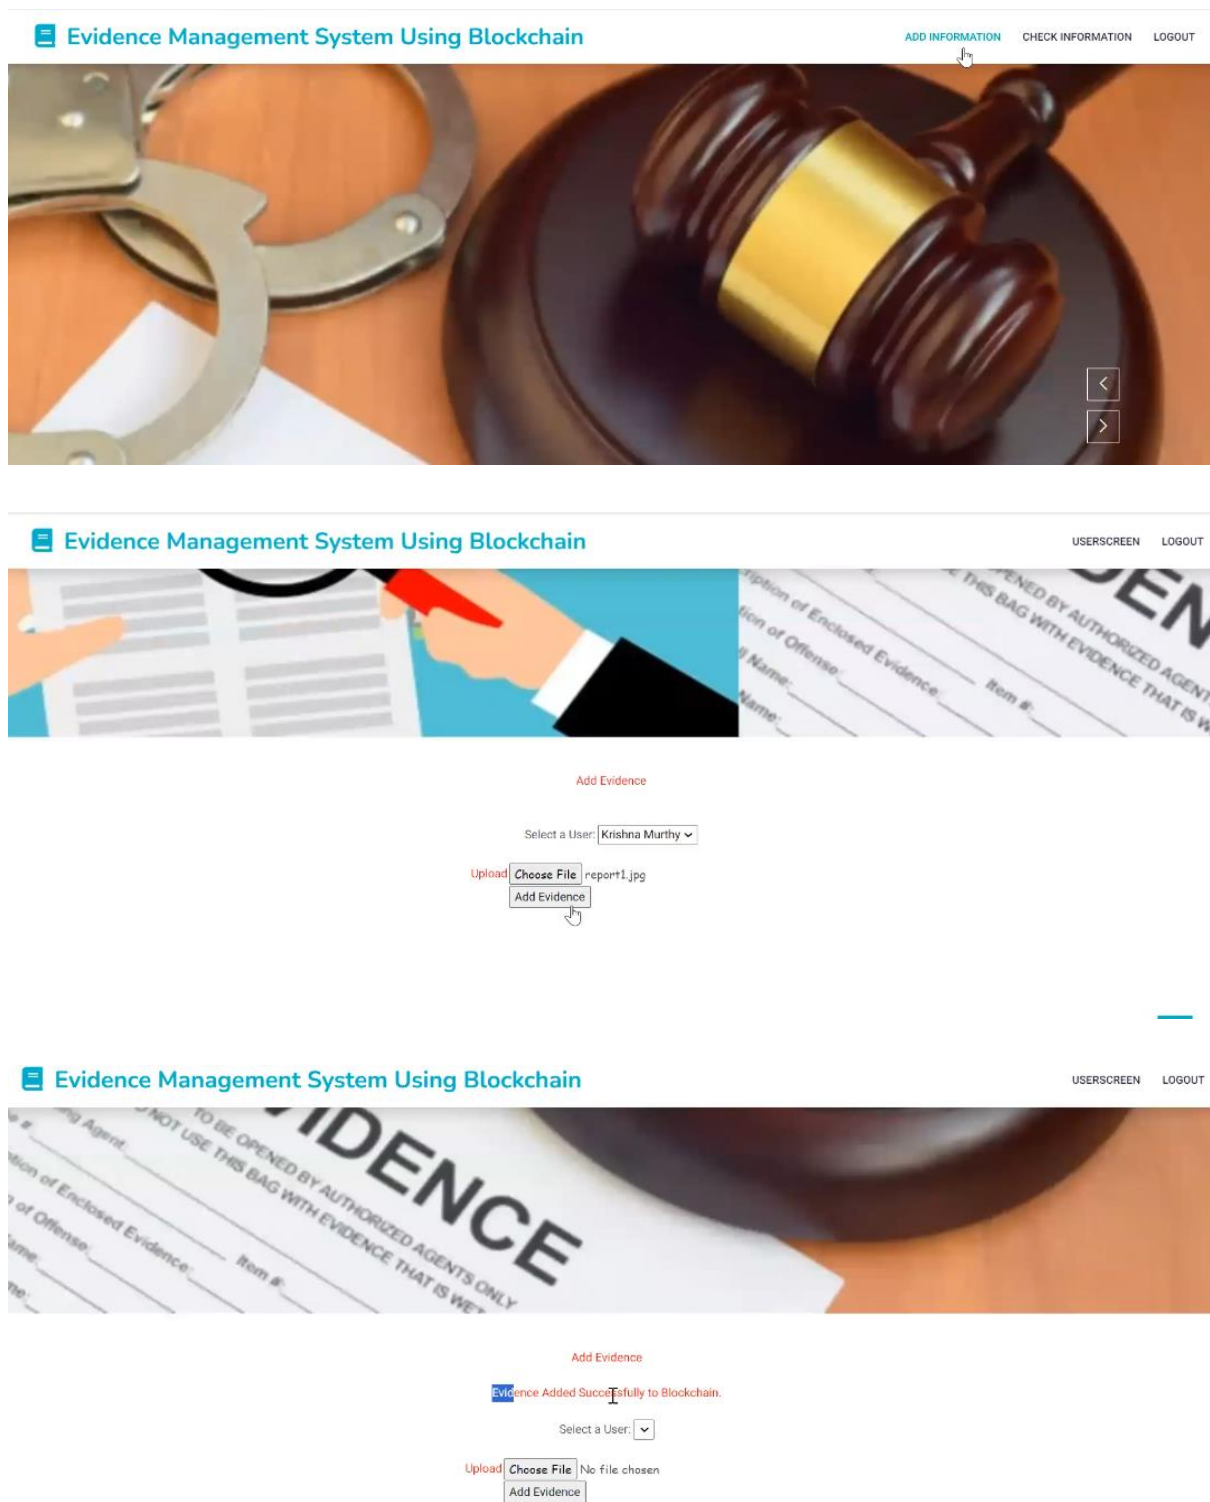 Evidence Management System Using Blockchain
ADD INFORMATION CHECK INFORMATION LOGOUT
Evidence Management System Using Blockchain
USERSCREEN LOGOUT
EN
OPENED BY AUTHORIZED AGENT
THIS BAG WITH EVIDENCE THAT IS W
of Enclosed Evidence Item #:
of Offense:
Name:
Name:
Add Evidence
Select a User: Krishna Murthy
Upload Choose File report1.jpg
Add Evidence
Evidence Management System Using Blockchain
USERSCREEN LOGOUT
IDENCE
TO BE OPENED BY AUTHORIZED AGENTS ONLY
NOT USE THIS BAG WITH EVIDENCE THAT IS WET
ng Agent:
of Enclosed Evidence: Item #:
of Offense:
Add Evidence
Evidence Added Successfully to Blockchain.
Select a User:
Upload Choose File No file chosen
Add Evidence